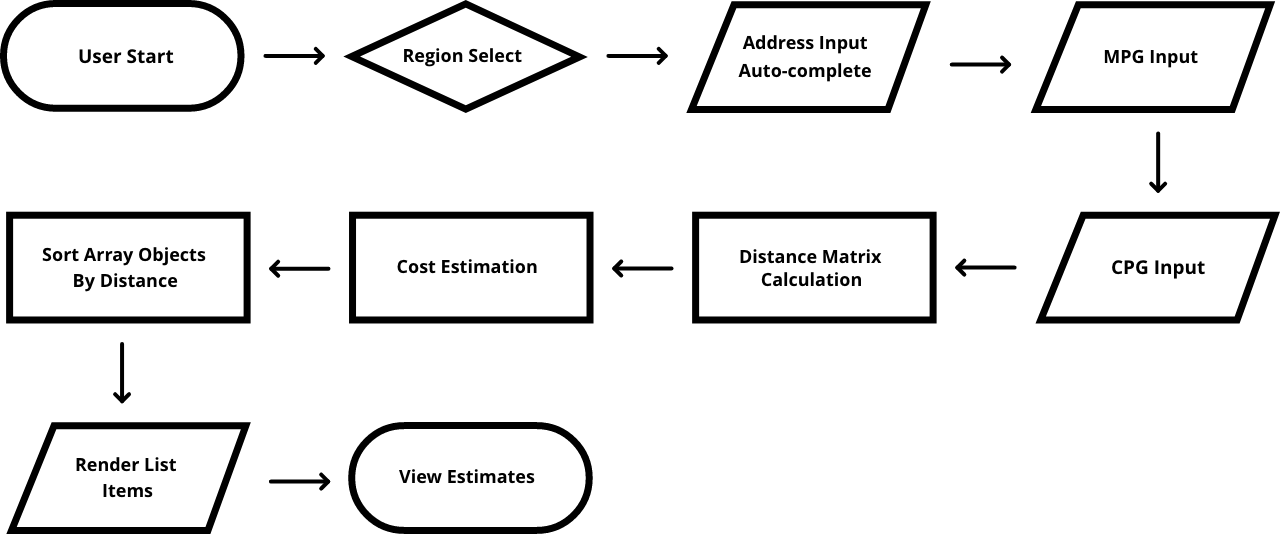 User Start
Region Select
Address Input
Auto-complete
MPG Input
Sort Array Objects
By Distance
Cost Estimation
Distance Matrix
Calculation
CPG Input
Render List
Items
View Estimates